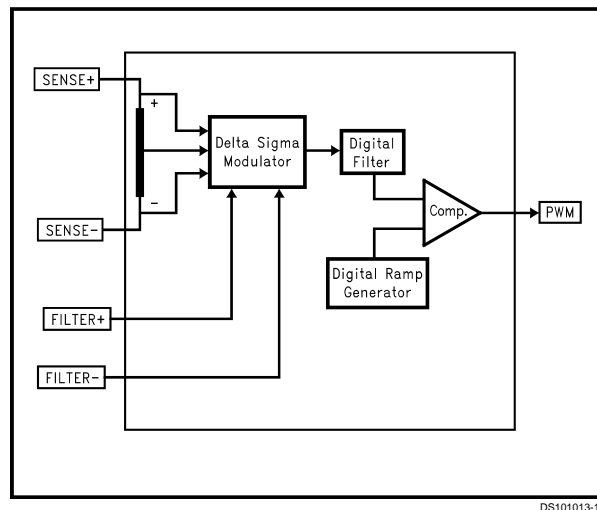 SENSE+
+
Delta Sigma
Modulator
Digital
Filter
-
Comp.
PWM
SENSE-
Digital Ramp
Generator
FILTER+
FILTER-
DS101013-1